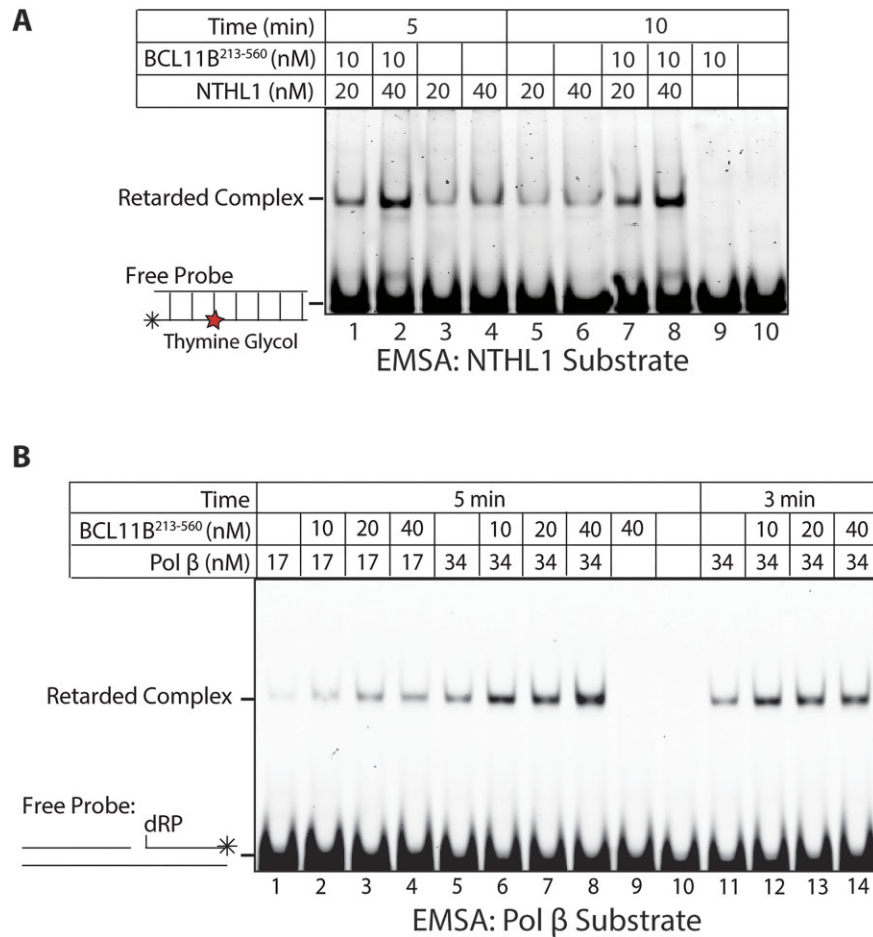 A
Time (min) 5 10
BCL11B213-560 (nM) 10 10 10 10 10
NTHL1 (nM) 20 40 20 40 20 40 20 40
Retarded Complex
Free Probe
Thymine Glycol
1 2 3 4 5 6 7 8 9 10
EMSA: NTHL1 Substrate
B
Time 5 min 3 min
BCL11B213-560 (nM) 10 20 40 10 20 40 40 10 20 40
Pol β (nM) 17 17 17 17 34 34 34 34 34 34 34 34
Retarded Complex
Free Probe:
dRP
1 2 3 4 5 6 7 8 9 10 11 12 13 14
EMSA: Pol β Substrate